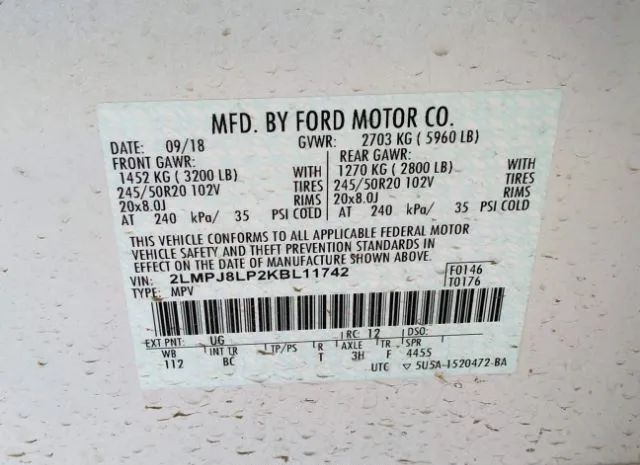 MFD. BY FORD MOTOR CO.
DATE: 09/18 GVWR: 2703 KG ( 5960 LB)
FRONT GAWR: REAR GAWR:
1452 KG ( 3200 LB) WITH 1270 KG ( 2800 LB) WITH
245/50R20 102V TIRES 245/50R20 102V TIRES
20x8.0J RIMS 20x8.0J RIMS
AT 240 kPa/ 35 PSI COLD AT 240 kPa/ 35 PSI COLD
THIS VEHICLE CONFORMS TO ALL APPLICABLE FEDERAL MOTOR
VEHICLE SAFETY AND THEFT PREVENTION STANDARDS IN
EFFECT ON THE DATE OF MANUFACTURE SHOWN ABOVE.
VIN: 2LMPJ8LP2KBL11742 F0146
TYPE: MPV T0176
EXT PNT: UG RC: 12 DSO:
WB INT TR TP/PS R AXLE TR SPR
112 BC T 3H F 4455
UTC ▽ 5U5A-1520472-BA